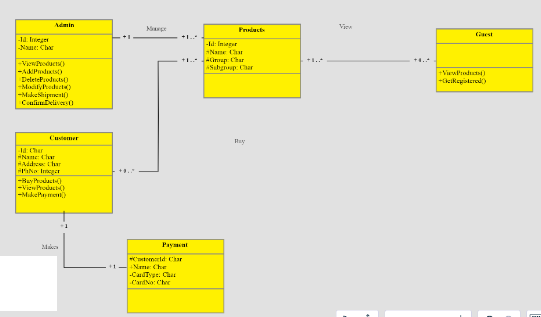 Admin
-Id: Integer
-Name: Char
+ViewProducts()
+AddProducts()
-DeleteProducts()
+ModifyProducts()
+MakeShipment()
-ConfirmDelivery()
+1
Manage
+1...*
Products
-Id: Integer
#Name: Char
#Group: Char
#Subgroup: Char
+1...*
View
+1...*
+0...*
Guest
+ViewProducts()
+GetRegistered()
Customer
-Id: Char
#Name: Char
#Address: Char
#PhNo: Integer
+BuyProducts()
+ViewProducts()
+MakePayment()
+0...*
Buy
+1
Makes
+1
Payment
#CustomerId: Char
+Name: Char
-CardType: Char
-CardNo: Char